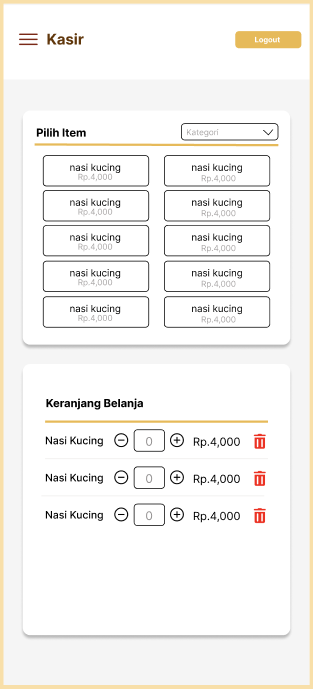 Kasir
Logout
Pilih Item
Kategori
nasi kucing
Rp.4,000
nasi kucing
Rp.4,000
nasi kucing
Rp.4,000
nasi kucing
Rp.4,000
nasi kucing
Rp.4,000
nasi kucing
Rp.4,000
nasi kucing
Rp.4,000
nasi kucing
Rp.4,000
nasi kucing
Rp.4,000
nasi kucing
Rp.4,000
Keranjang Belanja
Nasi Kucing 0 Rp.4,000
Nasi Kucing 0 Rp.4,000
Nasi Kucing 0 Rp.4,000